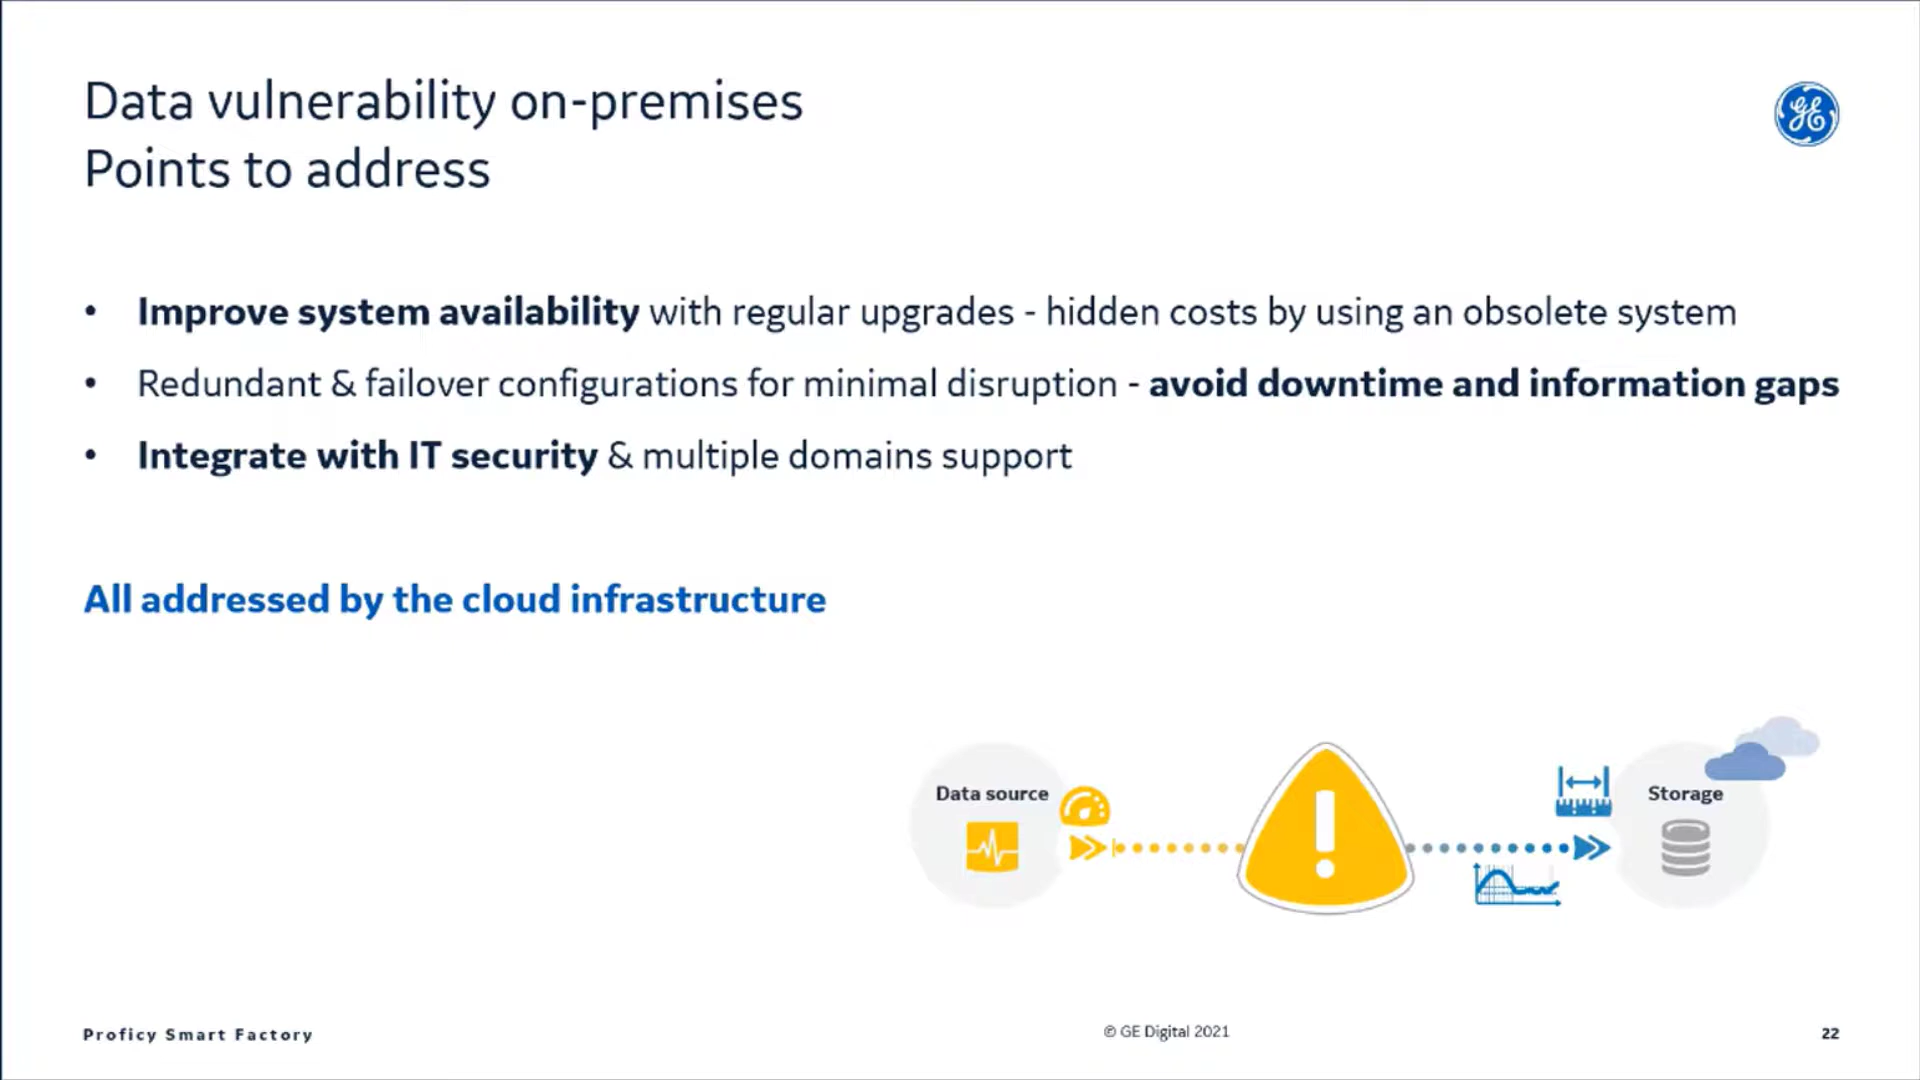 Data vulnerability on-premises
Points to address
GE
• Improve system availability with regular upgrades - hidden costs by using an obsolete system
• Redundant & failover configurations for minimal disruption - avoid downtime and information gaps
• Integrate with IT security & multiple domains support
All addressed by the cloud infrastructure
Data source
Storage
Proficy Smart Factory
© GE Digital 2021
22